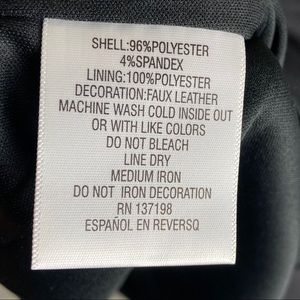 SHELL:96%POLYESTER
4%SPANDEX
LINING:100%POLYESTER
DECORATION:FAUX LEATHER
MACHINE WASH COLD INSIDE OUT
OR WITH LIKE COLORS
DO NOT BLEACH
LINE DRY
MEDIUM IRON
DO NOT IRON DECORATION
RN 137198
ESPAÑOL EN REVERSQ